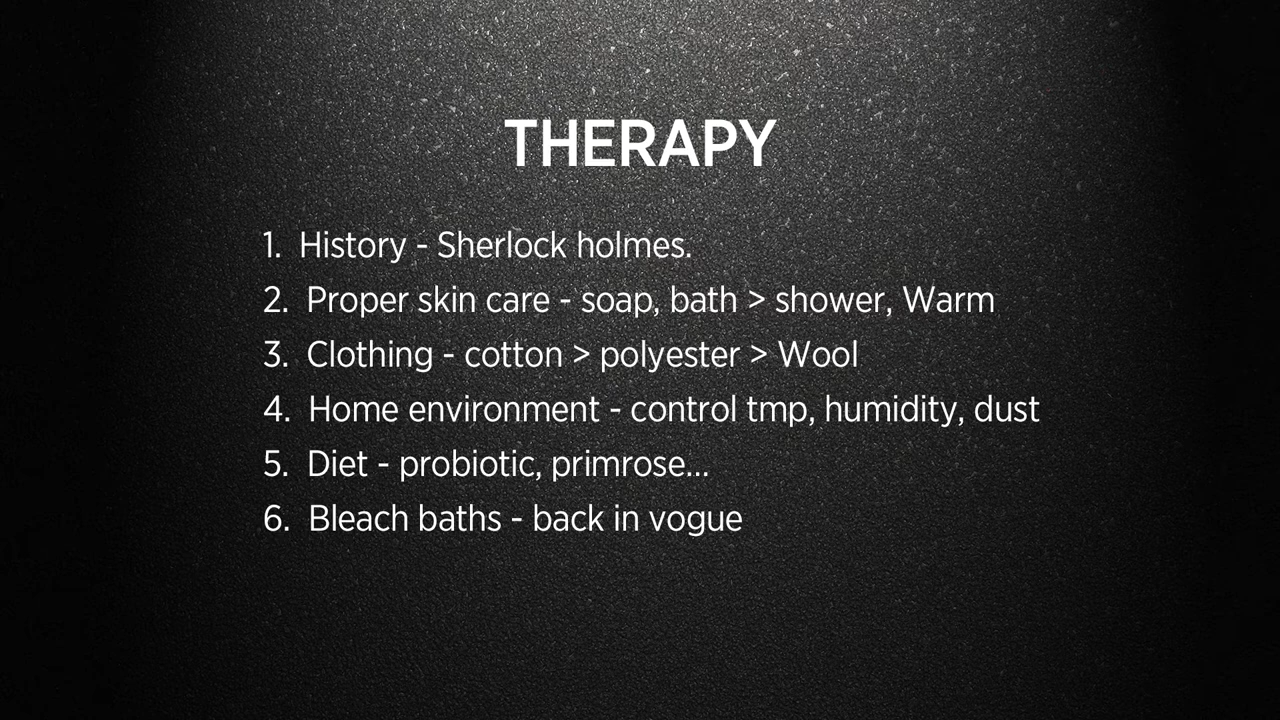 THERAPY
1. History - Sherlock holmes.
2. Proper skin care - soap, bath > shower, Warm
3. Clothing - cotton > polyester > Wool
4. Home environment - control tmp, humidity, dust
5. Diet - probiotic, primrose...
6. Bleach baths - back in vogue